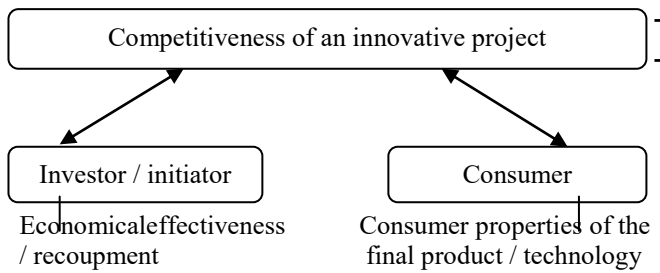 Competitiveness of an innovative project
Investor / initiator
Consumer
Economicaleffectiveness
/ recoupment
Consumer properties of the
final product / technology